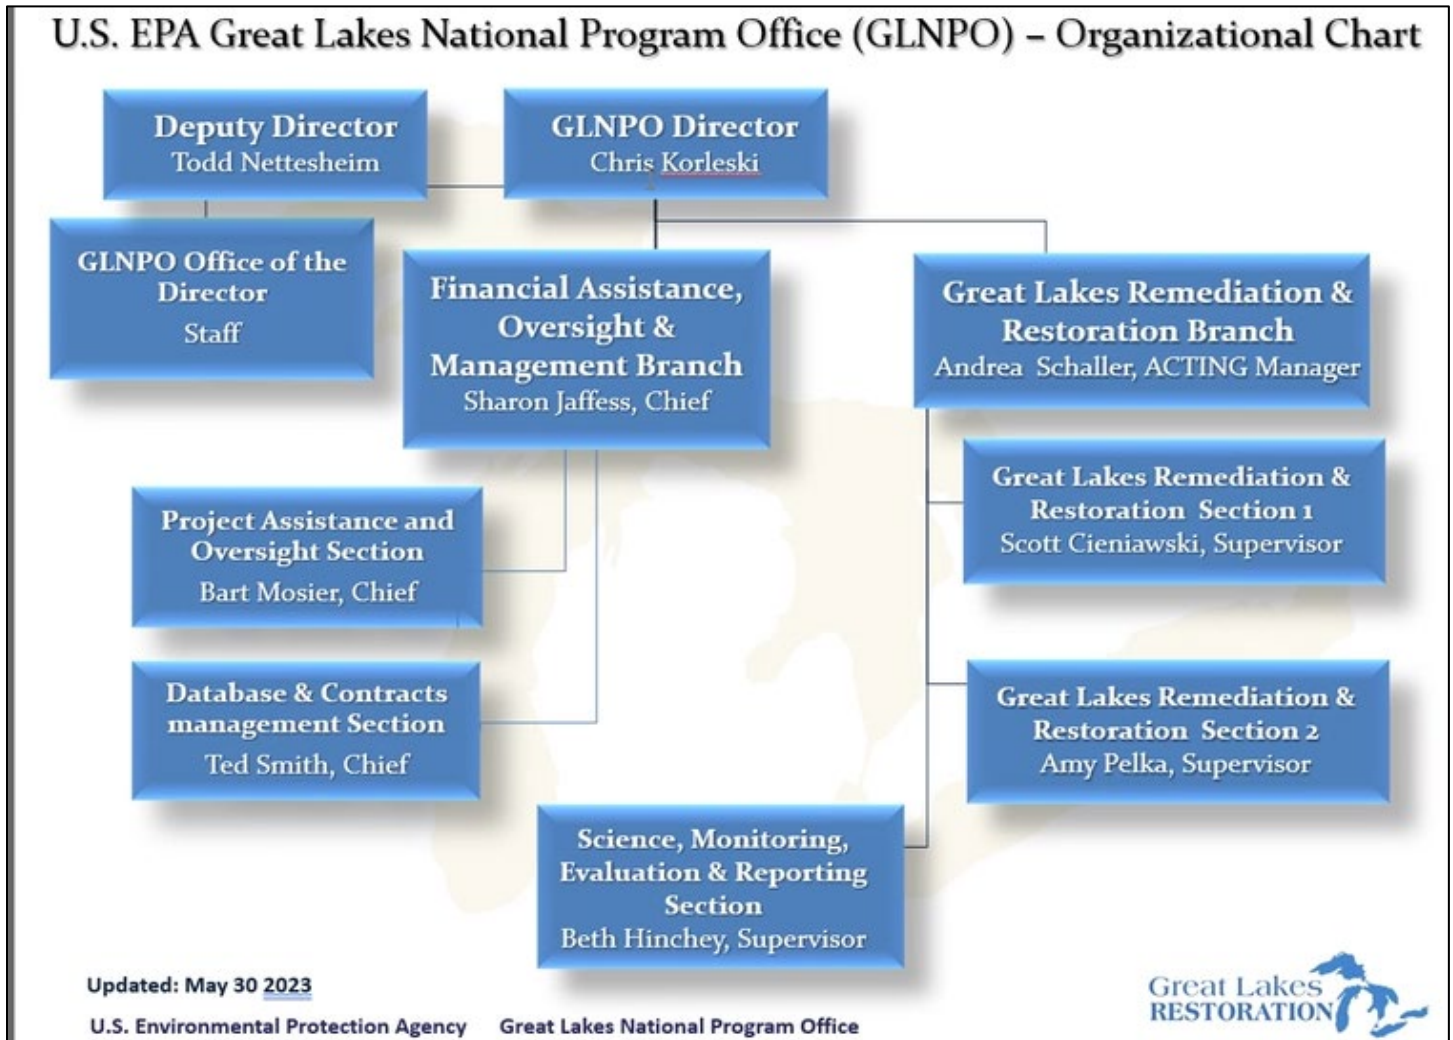 U.S. EPA Great Lakes National Program Office (GLNPO) – Organizational Chart
Deputy Director
Todd Nettesheim
GLNPO Director
Chris Korleski
GLNPO Office of the
Director
Staff
Financial Assistance,
Oversight &
Management Branch
Sharon Jaffess, Chief
Great Lakes Remediation &
Restoration Branch
Andrea Schaller, ACTING Manager
Project Assistance and
Oversight Section
Bart Mosier, Chief
Great Lakes Remediation &
Restoration Section 1
Scott Cieniawski, Supervisor
Database & Contracts
management Section
Ted Smith, Chief
Great Lakes Remediation &
Restoration Section 2
Amy Pelka, Supervisor
Science, Monitoring,
Evaluation & Reporting
Section
Beth Hinchey, Supervisor
Updated: May 30 2023
U.S. Environmental Protection Agency Great Lakes National Program Office
Great Lakes
RESTORATION